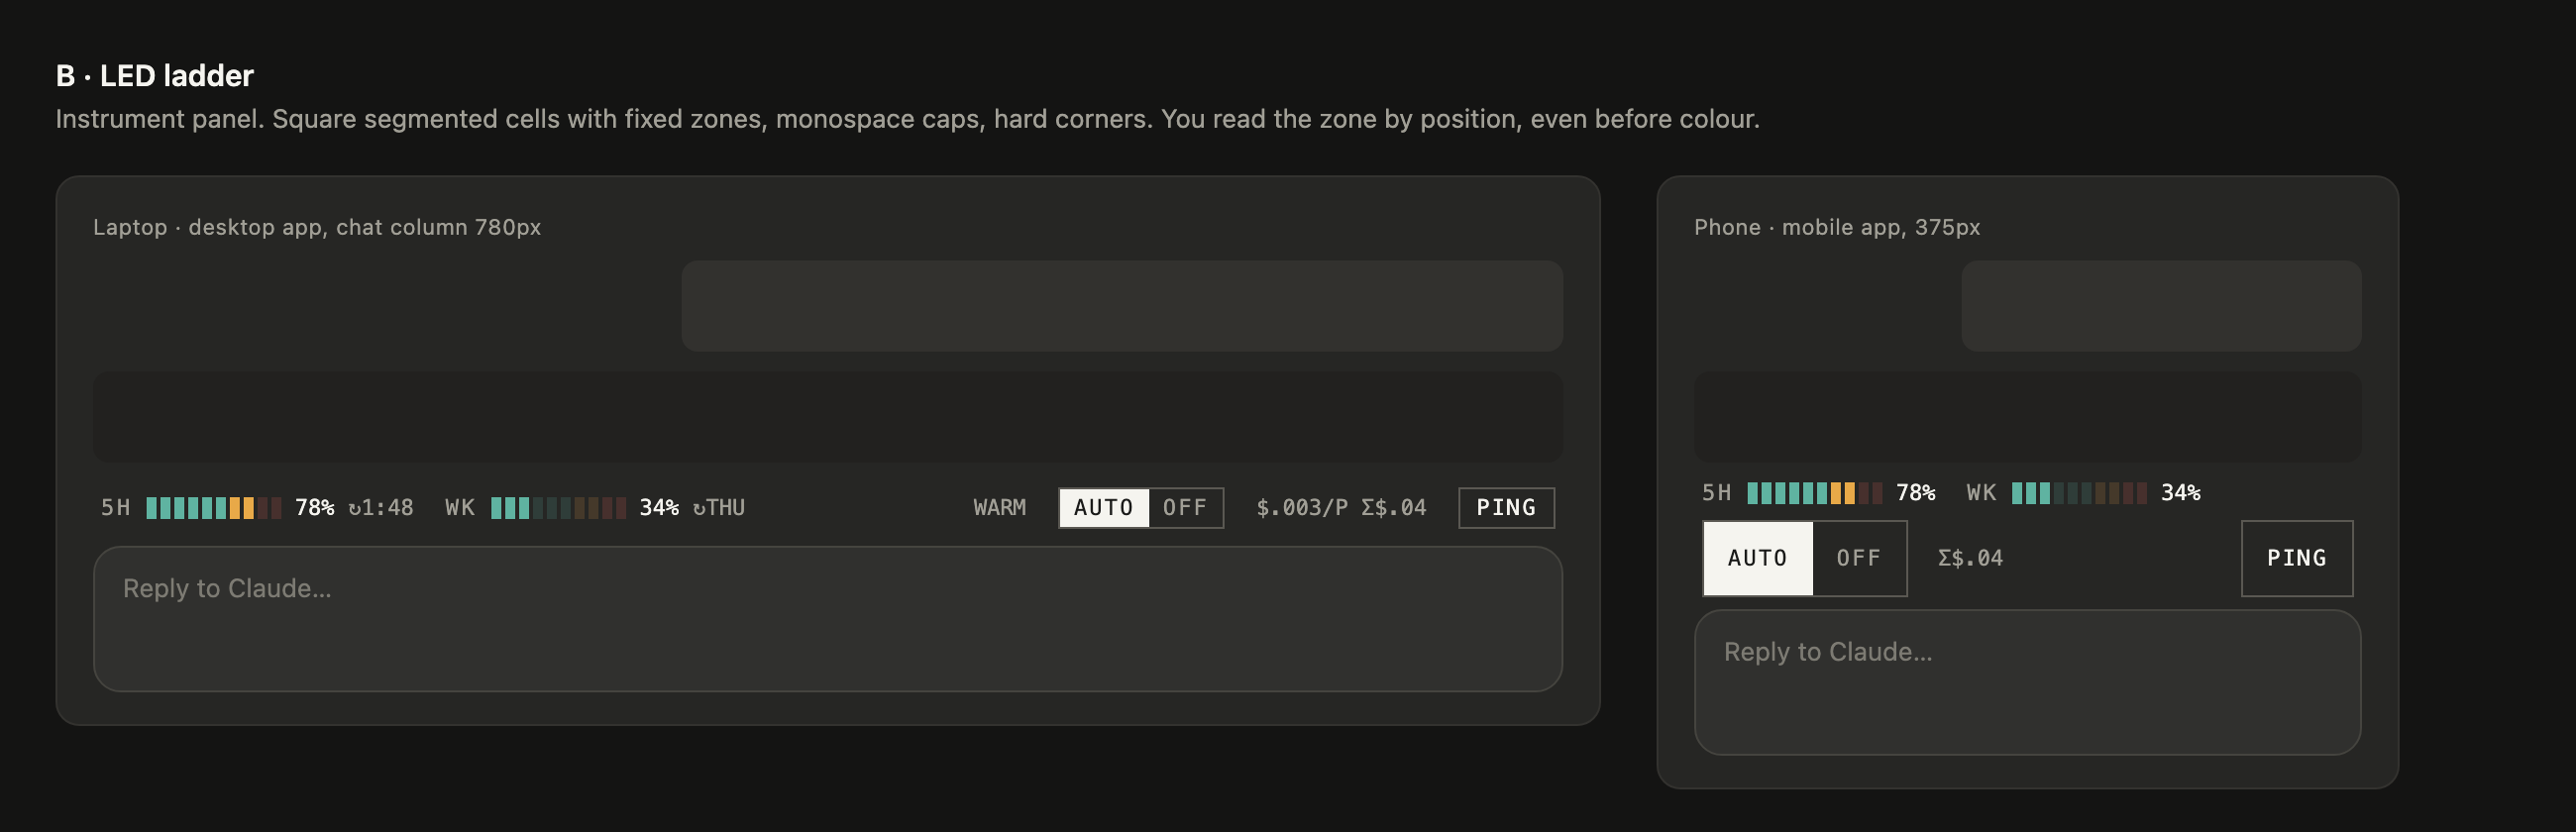 B · LED ladder
Instrument panel. Square segmented cells with fixed zones, monospace caps, hard corners. You read the zone by position, even before colour.
Laptop · desktop app, chat column 780px
5H 78% ↻1:48 WK 34% ↻THU WARM AUTO OFF $.003/P Σ$.04 PING
Reply to Claude…
Phone · mobile app, 375px
5H 78% WK 34%
AUTO OFF Σ$.04 PING
Reply to Claude…